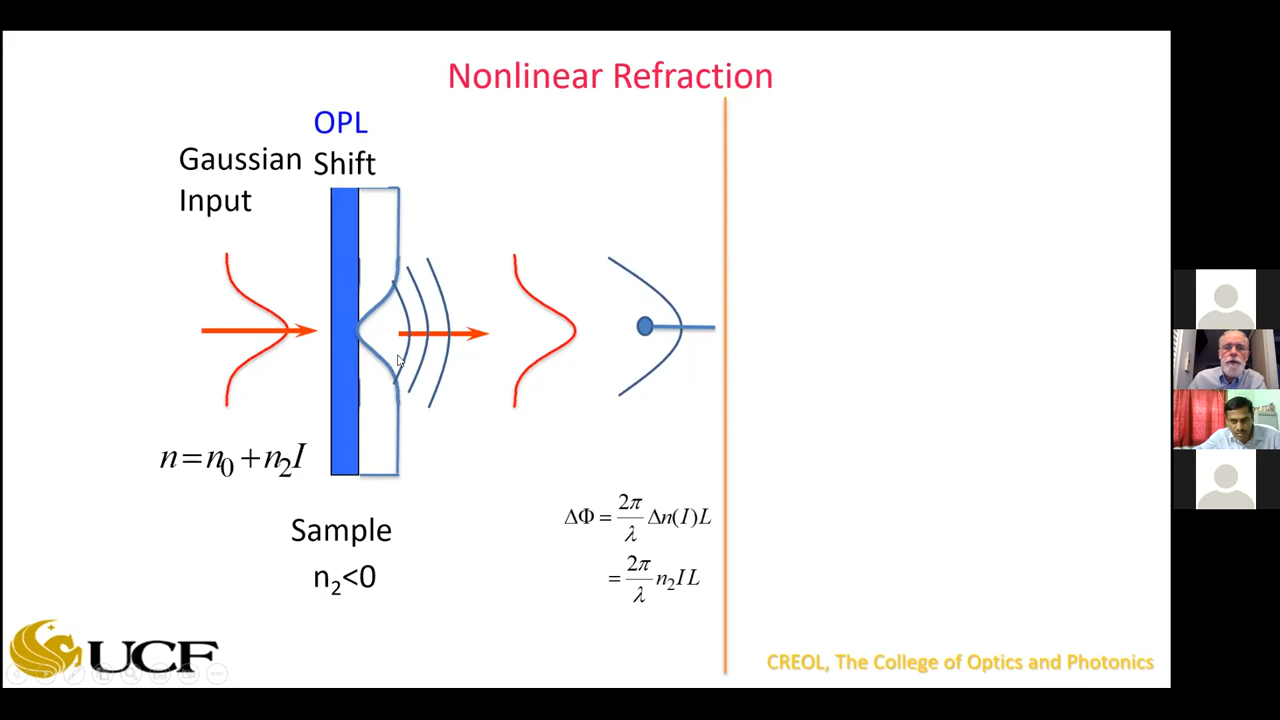 Nonlinear Refraction
OPL
Shift
Gaussian
Input
n=n₀+n₂I
Sample
n₂<0
ΔΦ = 2π/λ Δn(I)L
= 2π/λ n₂IL
UCF
CREOL, The College of Optics and Photonics